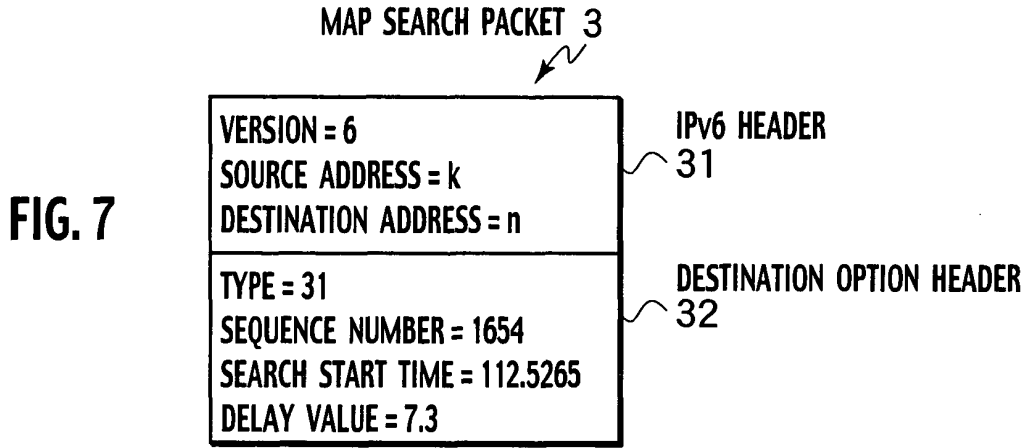 MAP SEARCH PACKET 3
VERSION = 6
SOURCE ADDRESS = k
DESTINATION ADDRESS = n
IPv6 HEADER
31
FIG. 7
TYPE = 31
SEQUENCE NUMBER = 1654
SEARCH START TIME = 112.5265
DELAY VALUE = 7.3
DESTINATION OPTION HEADER
32